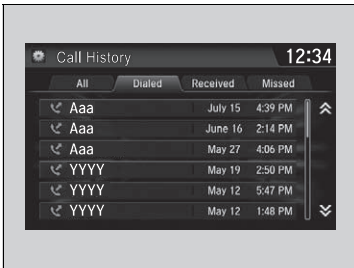 Call History 12:34
All Dialed Received Missed
Aaa July 15 4:39 PM
Aaa June 16 2:14 PM
Aaa May 27 4:06 PM
YYYY May 19 2:50 PM
YYYY May 12 5:47 PM
YYYY May 12 1:48 PM